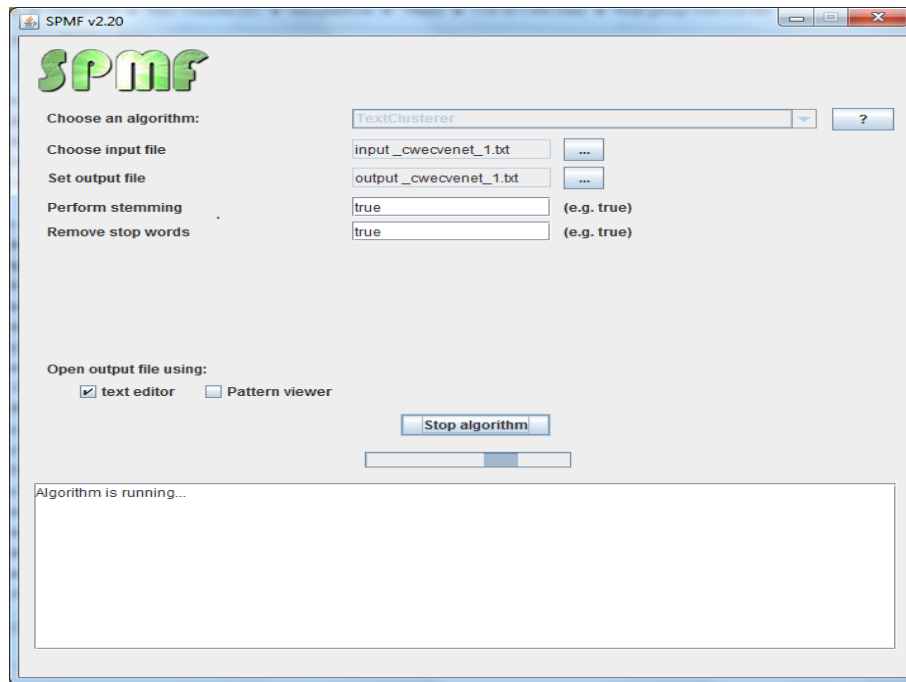 SPMF v2.20
SPMF
Choose an algorithm: TextClusterer ?
Choose input file input _cwecvenet_1.txt ...
Set output file output _cwecvenet_1.txt ...
Perform stemming true (e.g. true)
Remove stop words true (e.g. true)
Open output file using:
text editor Pattern viewer
Stop algorithm
Algorithm is running...